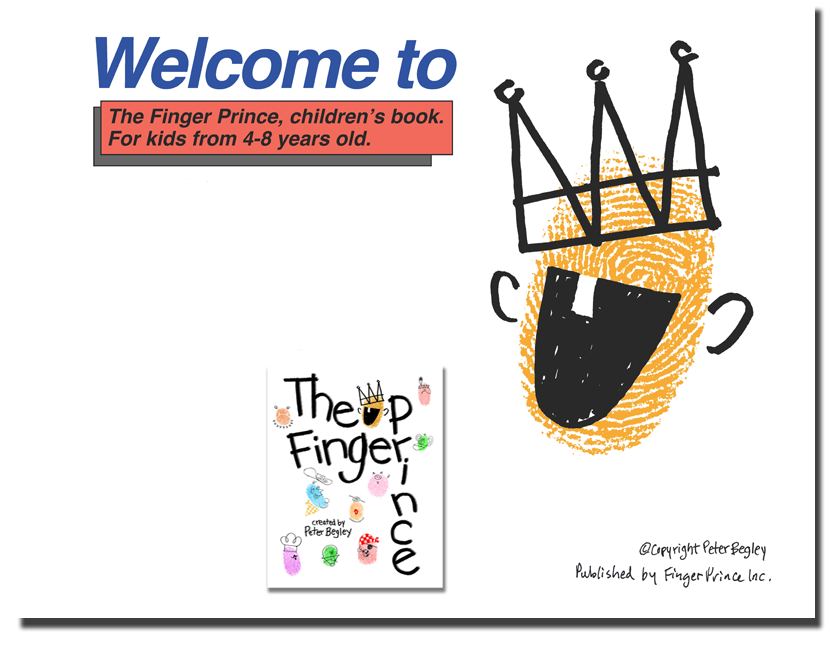 Welcome to
The Finger Prince, children's book.
For kids from 4-8 years old.
The
Finger
Prince
created by
Peter Begley
©Copyright Peter Begley
Published by Finger Prince Inc.